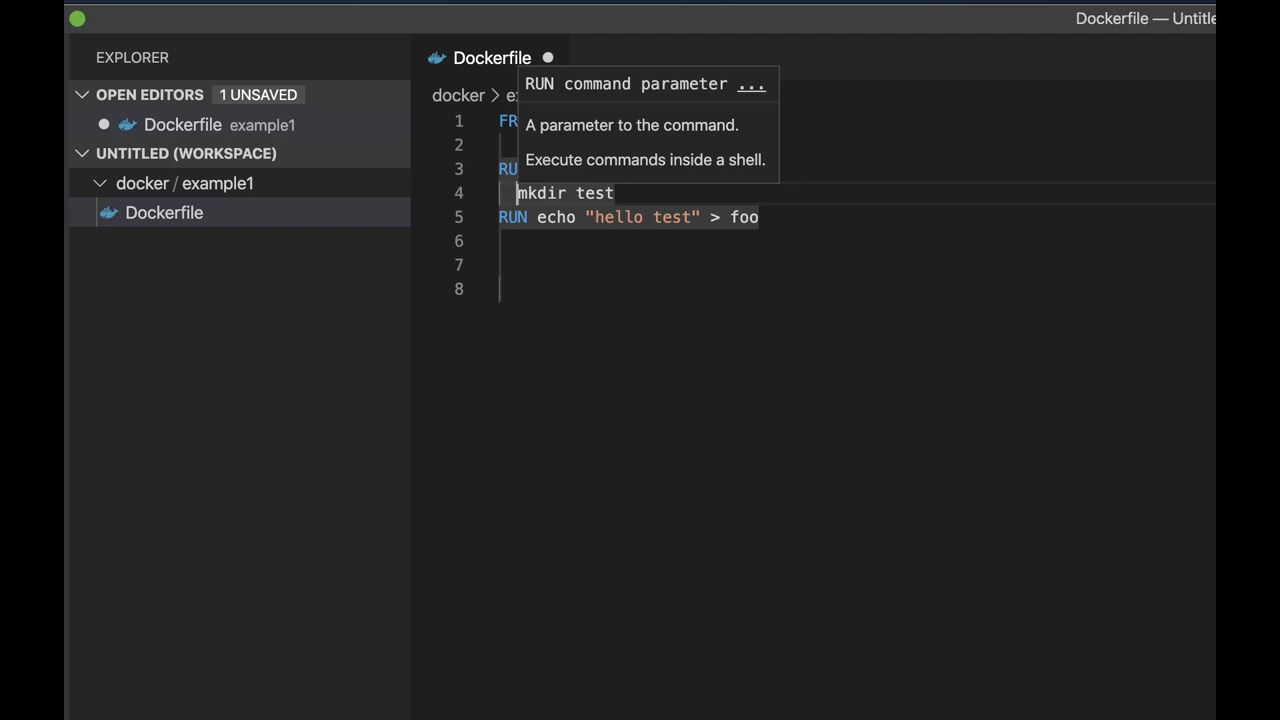 Dockerfile — Untitle
EXPLORER
OPEN EDITORS 1 UNSAVED
Dockerfile example1
UNTITLED (WORKSPACE)
docker / example1
Dockerfile
Dockerfile
docker > e
RUN command parameter ...
A parameter to the command.
Execute commands inside a shell.
1 FR
2
3 RU
4 mkdir test
5 RUN echo "hello test" > foo
6
7
8